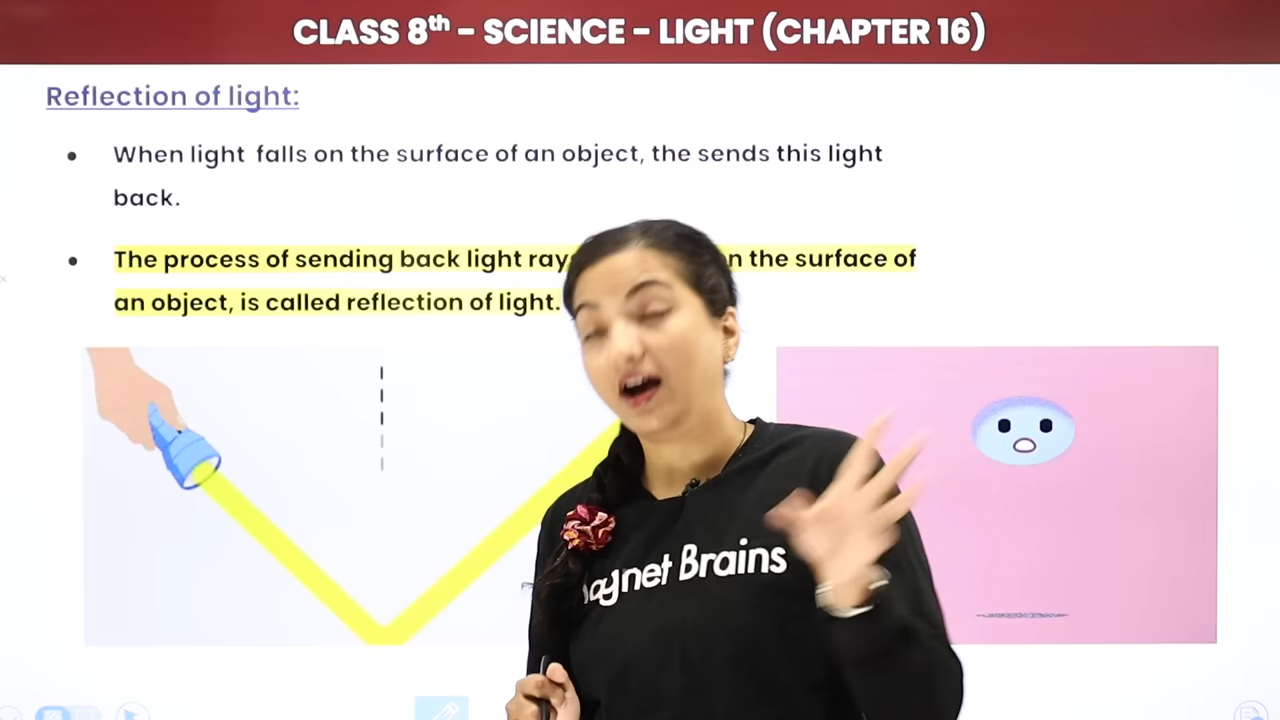 CLASS 8th - SCIENCE - LIGHT (CHAPTER 16)
Reflection of light:
• When light falls on the surface of an object, the sends this light
back.
• The process of sending back light ray the surface of
an object, is called reflection of light.
Brains